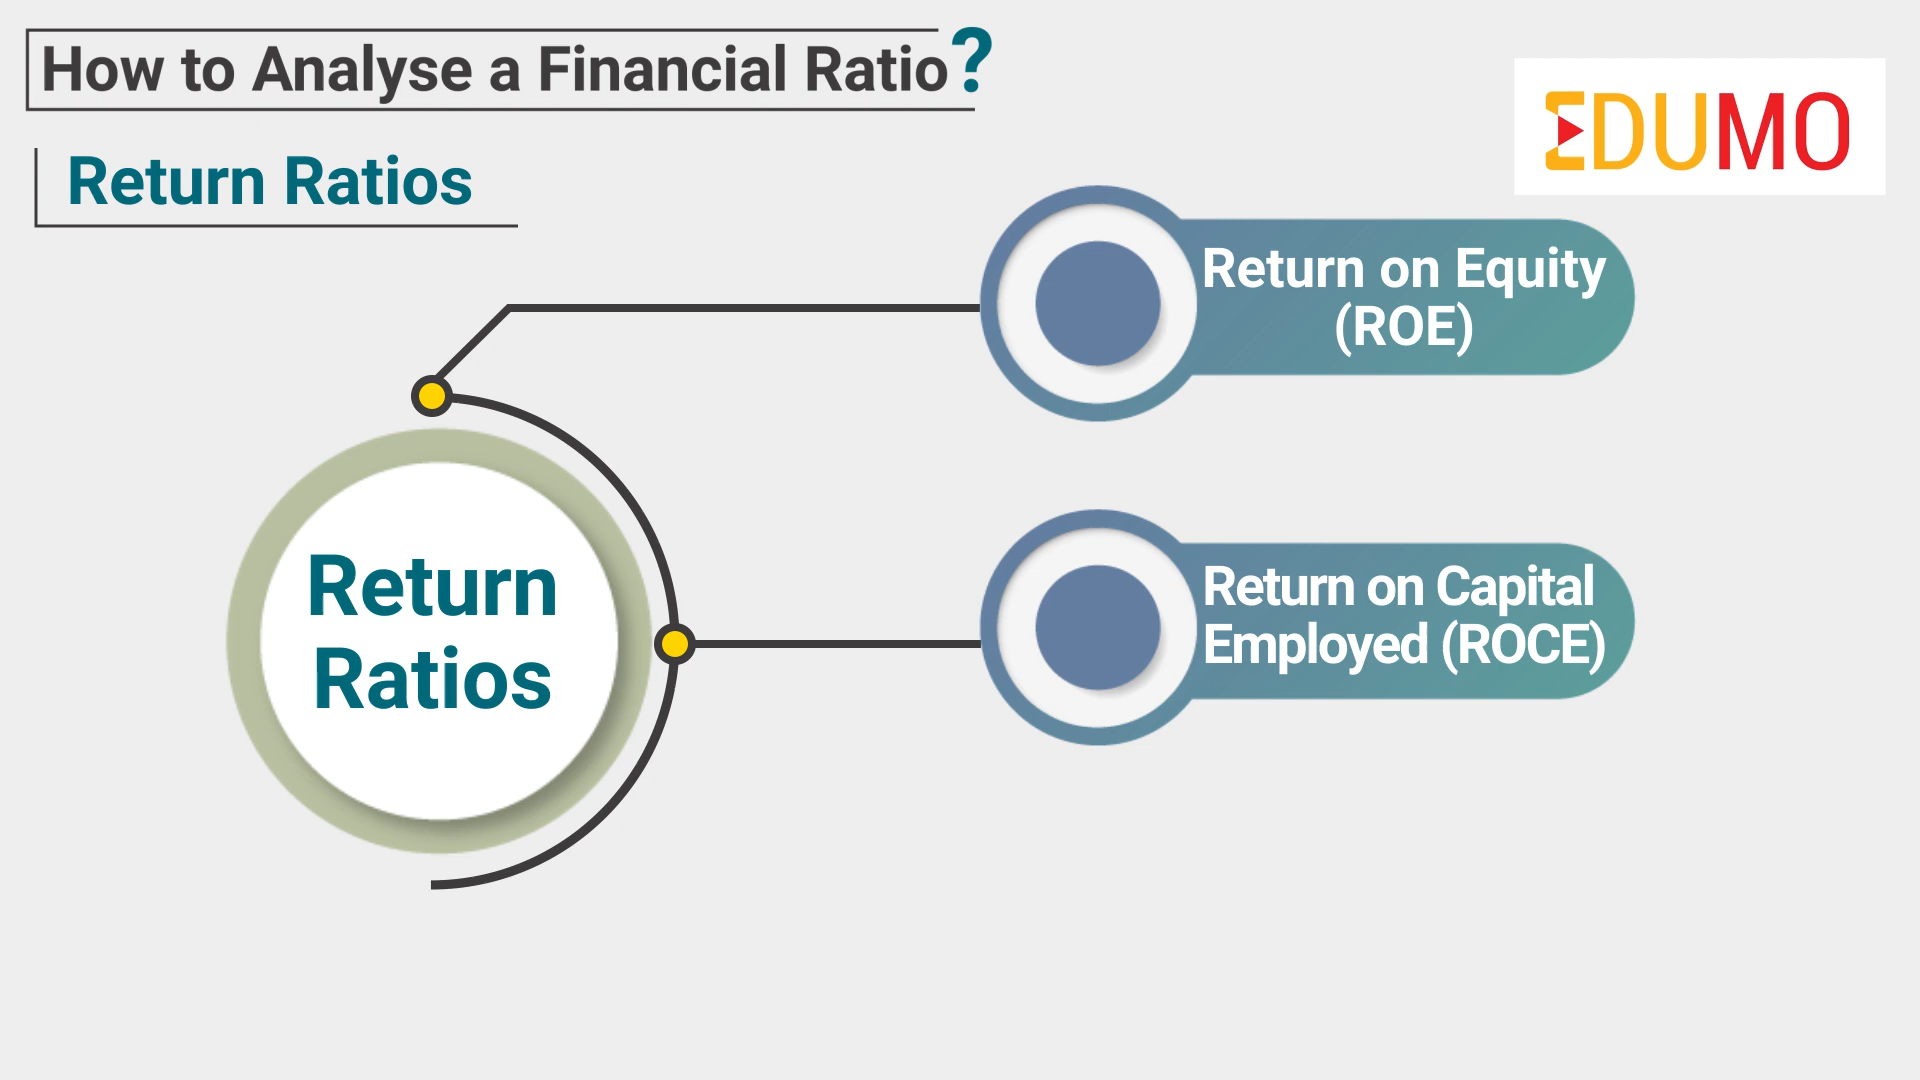 How to Analyse a Financial Ratio?
EDUMO
Return Ratios
Return on Equity
(ROE)
Return
Ratios
Return on Capital
Employed (ROCE)